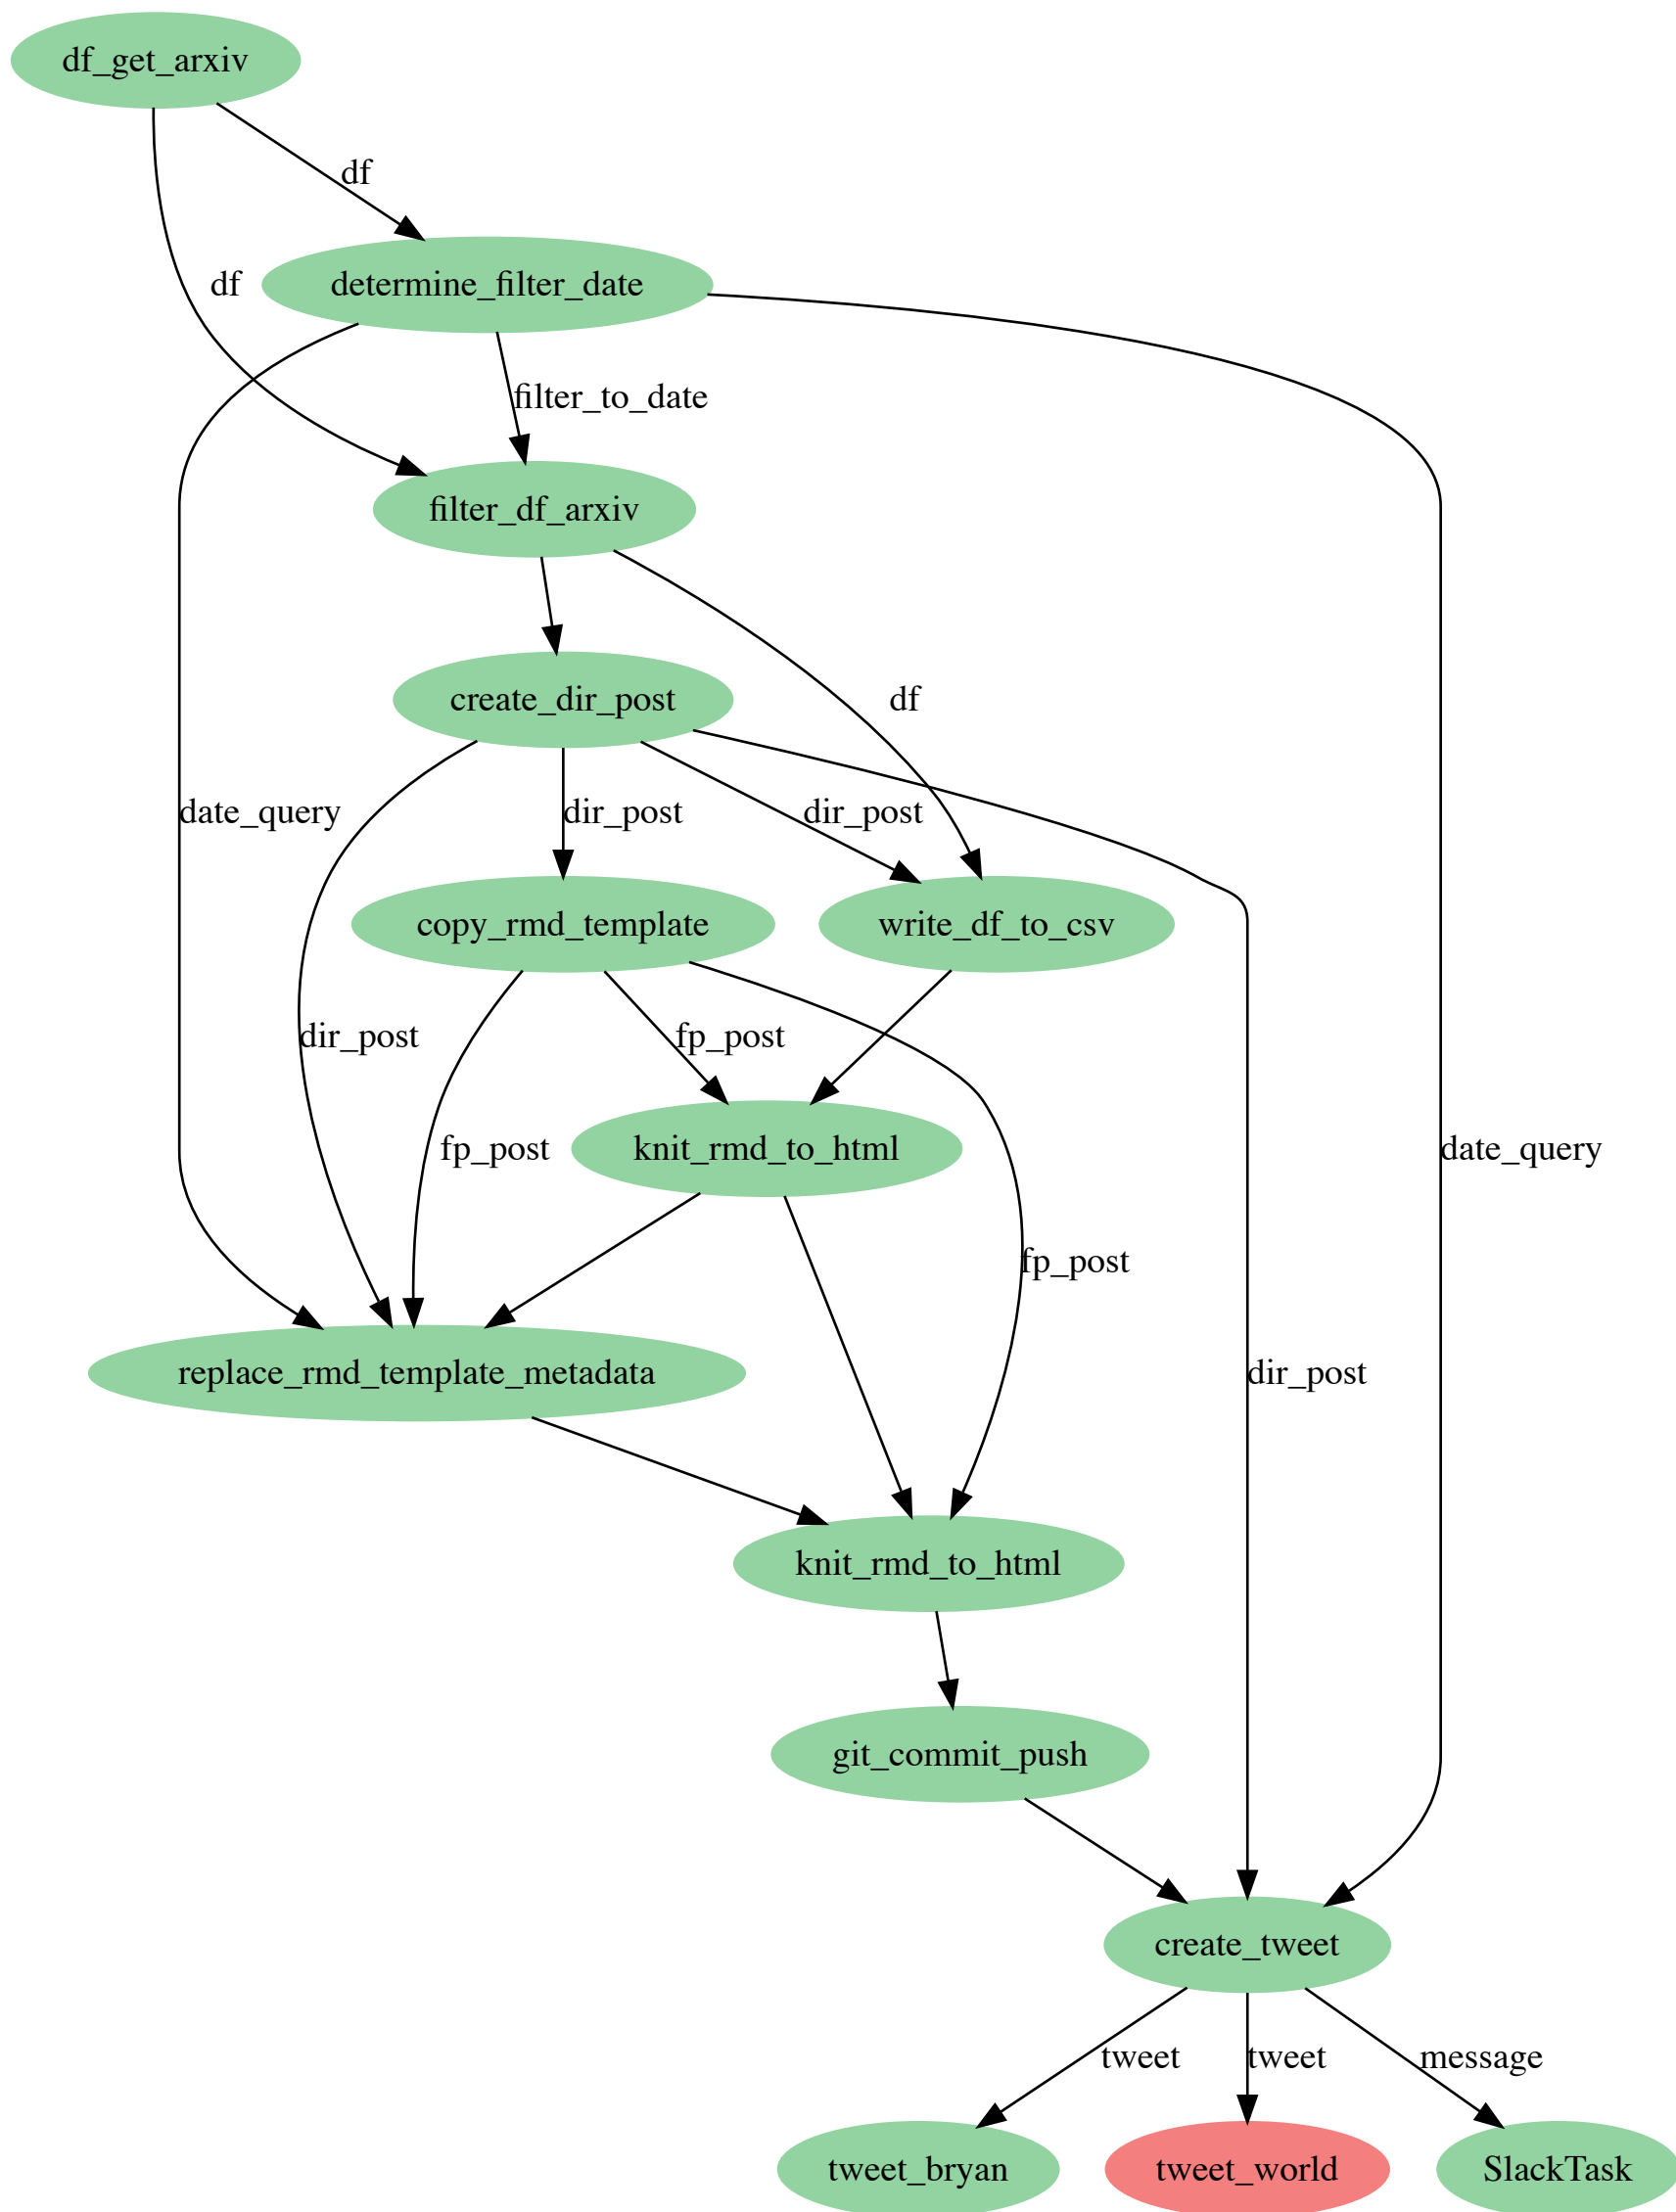 df_get_arxiv
df
df
determine_filter_date
filter_to_date
filter_df_arxiv
create_dir_post
df
date_query
dir_post
dir_post
copy_rmd_template
write_df_to_csv
dir_post
fp_post
fp_post
knit_rmd_to_html
date_query
fp_post
replace_rmd_template_metadata
dir_post
knit_rmd_to_html
git_commit_push
create_tweet
tweet
tweet
message
tweet_bryan
tweet_world
SlackTask